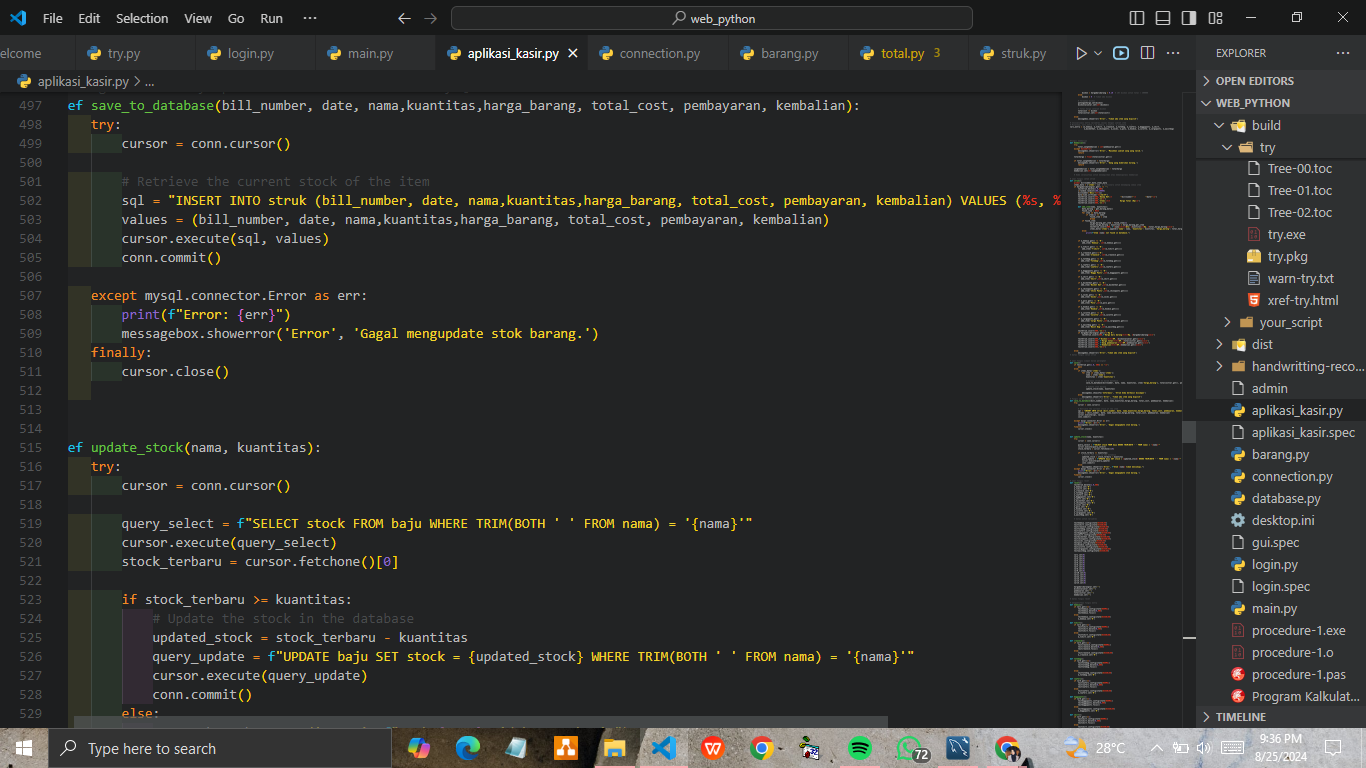 File Edit Selection View Go Run ··· web_python
elcome try.py login.py main.py aplikasi_kasir.py connection.py barang.py total.py 3 struk.py
aplikasi_kasir.py > ...
497 ef save_to_database(bill_number, date, nama,kuantitas,harga_barang, total_cost, pembayaran, kembalian):
498 try:
499 cursor = conn.cursor()
500
501 # Retrieve the current stock of the item
502 sql = "INSERT INTO struk (bill_number, date, nama,kuantitas,harga_barang, total_cost, pembayaran, kembalian) VALUES (%s, %
503 values = (bill_number, date, nama,kuantitas,harga_barang, total_cost, pembayaran, kembalian)
504 cursor.execute(sql, values)
505 conn.commit()
506
507 except mysql.connector.Error as err:
508 print(f"Error: {err}")
509 messagebox.showerror('Error', 'Gagal mengupdate stok barang.')
510 finally:
511 cursor.close()
512
513
514
515 ef update_stock(nama, kuantitas):
516 try:
517 cursor = conn.cursor()
518
519 query_select = f"SELECT stock FROM baju WHERE TRIM(BOTH ' ' FROM nama) = '{nama}'"
520 cursor.execute(query_select)
521 stock_terbaru = cursor.fetchone()[0]
522
523 if stock_terbaru >= kuantitas:
524 # Update the stock in the database
525 updated_stock = stock_terbaru - kuantitas
526 query_update = f"UPDATE baju SET stock = {updated_stock} WHERE TRIM(BOTH ' ' FROM nama) = '{nama}'"
527 cursor.execute(query_update)
528 conn.commit()
529 else:
EXPLORER
OPEN EDITORS
WEB_PYTHON
build
try
Tree-00.toc
Tree-01.toc
Tree-02.toc
try.exe
try.pkg
warn-try.txt
xref-try.html
your_script
dist
handwritting-reco...
admin
aplikasi_kasir.py
aplikasi_kasir.spec
barang.py
connection.py
database.py
desktop.ini
gui.spec
login.py
login.spec
main.py
procedure-1.exe
procedure-1.o
procedure-1.pas
Program Kalkulat...
TIMELINE
Type here to search
72
28°C
9:36 PM
8/25/2024